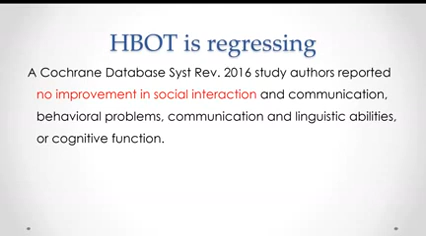 HBOT is regressing
A Cochrane Database Syst Rev. 2016 study authors reported
no improvement in social interaction and communication,
behavioral problems, communication and linguistic abilities,
or cognitive function.